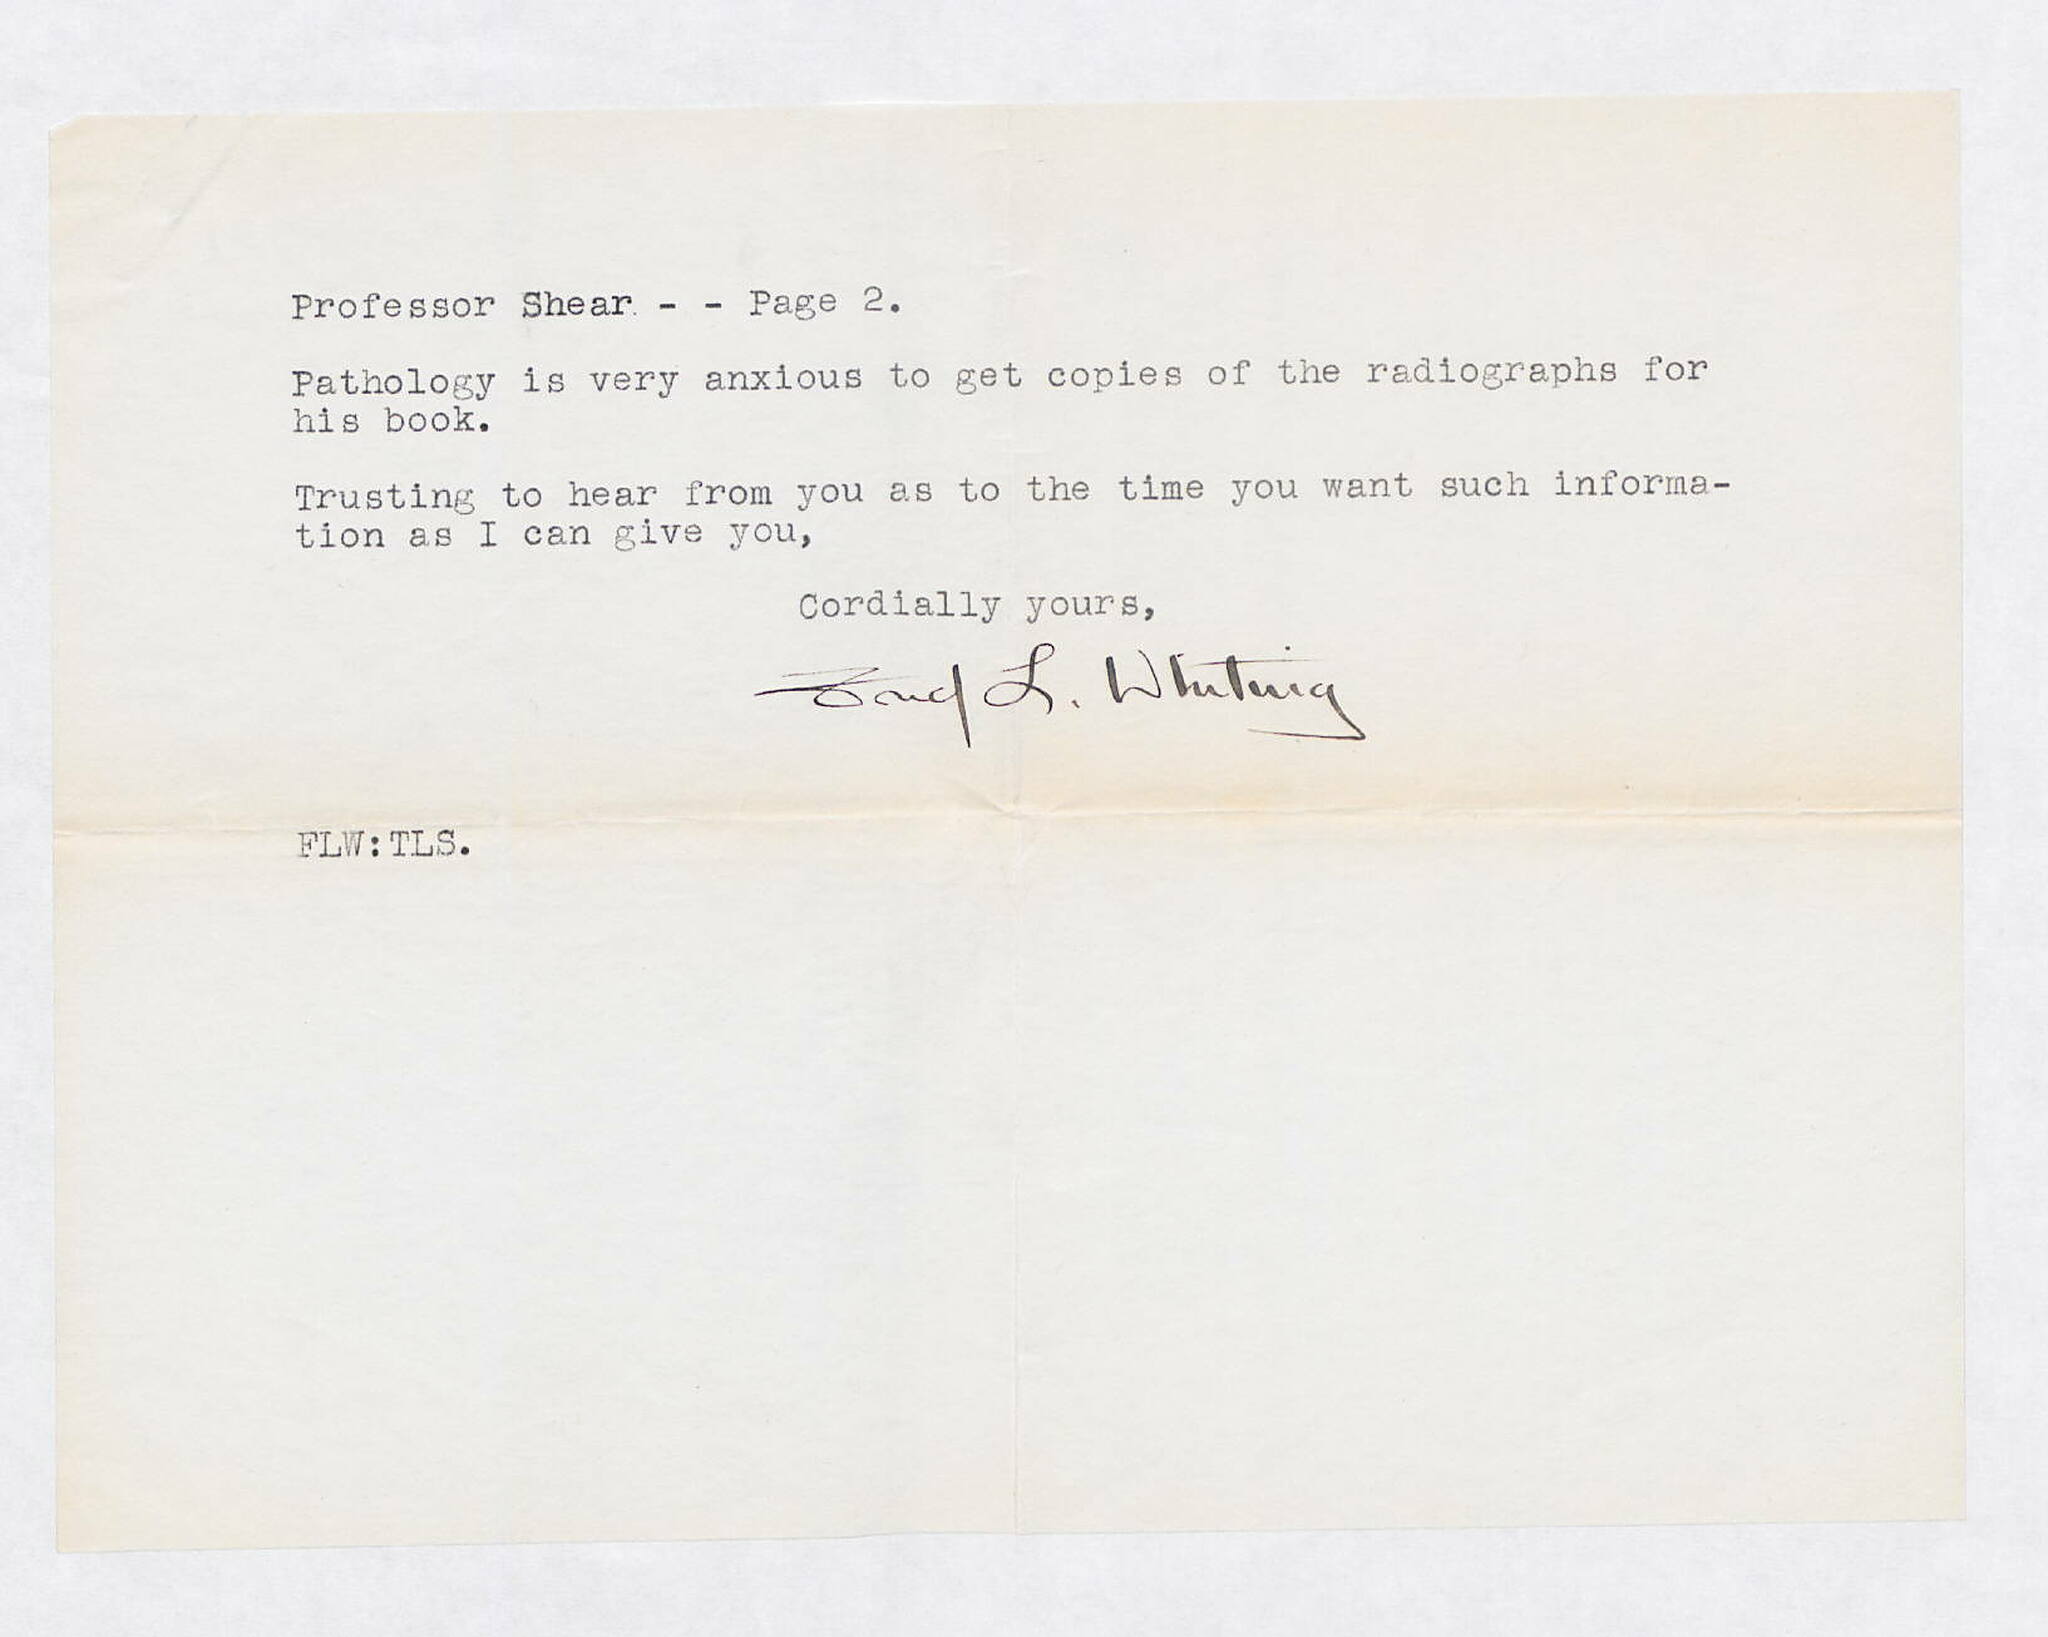 Professor Shear - - Page 2.
Pathology is very anxious to get copies of the radiographs for
his book.
Trusting to hear from you as to the time you want such informa-
tion as I can give you,
Cordially yours,
Fred L. Whiting
FLW:TLS.